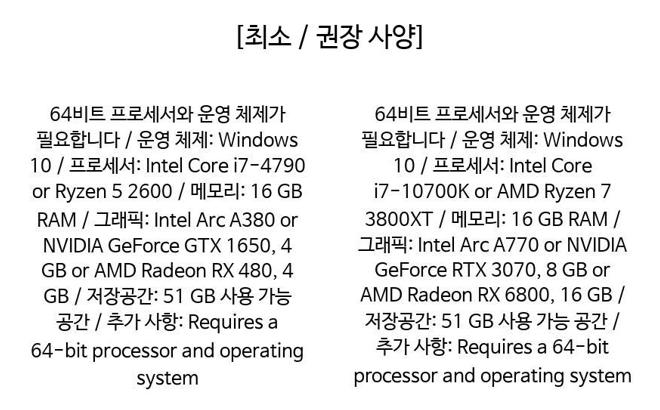 [최소 / 권장 사양]
64비트 프로세서와 운영 체제가
필요합니다 / 운영 체제: Windows
10 / 프로세서: Intel Core i7-4790
or Ryzen 5 2600 / 메모리: 16 GB
RAM / 그래픽: Intel Arc A380 or
NVIDIA GeForce GTX 1650, 4
GB or AMD Radeon RX 480, 4
GB / 저장공간: 51 GB 사용 가능
공간 / 추가 사항: Requires a
64-bit processor and operating
system
64비트 프로세서와 운영 체제가
필요합니다 / 운영 체제: Windows
10 / 프로세서: Intel Core
i7-10700K or AMD Ryzen 7
3800XT / 메모리: 16 GB RAM /
그래픽: Intel Arc A770 or NVIDIA
GeForce RTX 3070, 8 GB or
AMD Radeon RX 6800, 16 GB /
저장공간: 51 GB 사용 가능 공간 /
추가 사항: Requires a 64-bit
processor and operating system